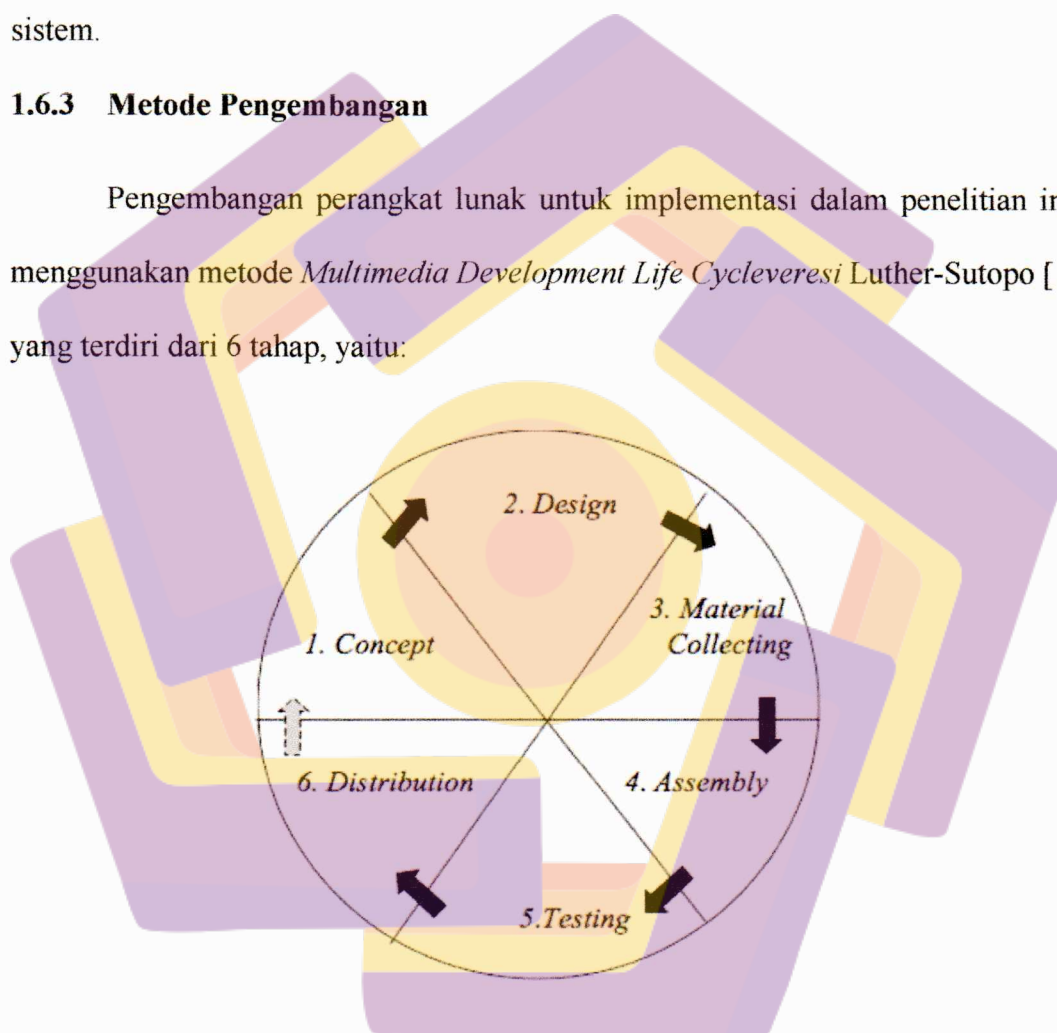 sistem.
1.6.3 Metode Pengembangan
Pengembangan perangkat lunak untuk implementasi dalam penelitian
menggunakan metode Multimedia Development Life Cycleveresi Luther-Sutopo [
yang terdiri dari 6 tahap, yaitu:
2. Design
3. Material
Collecting
1. Concept
6. Distribution
4. Assembly
5.Testing